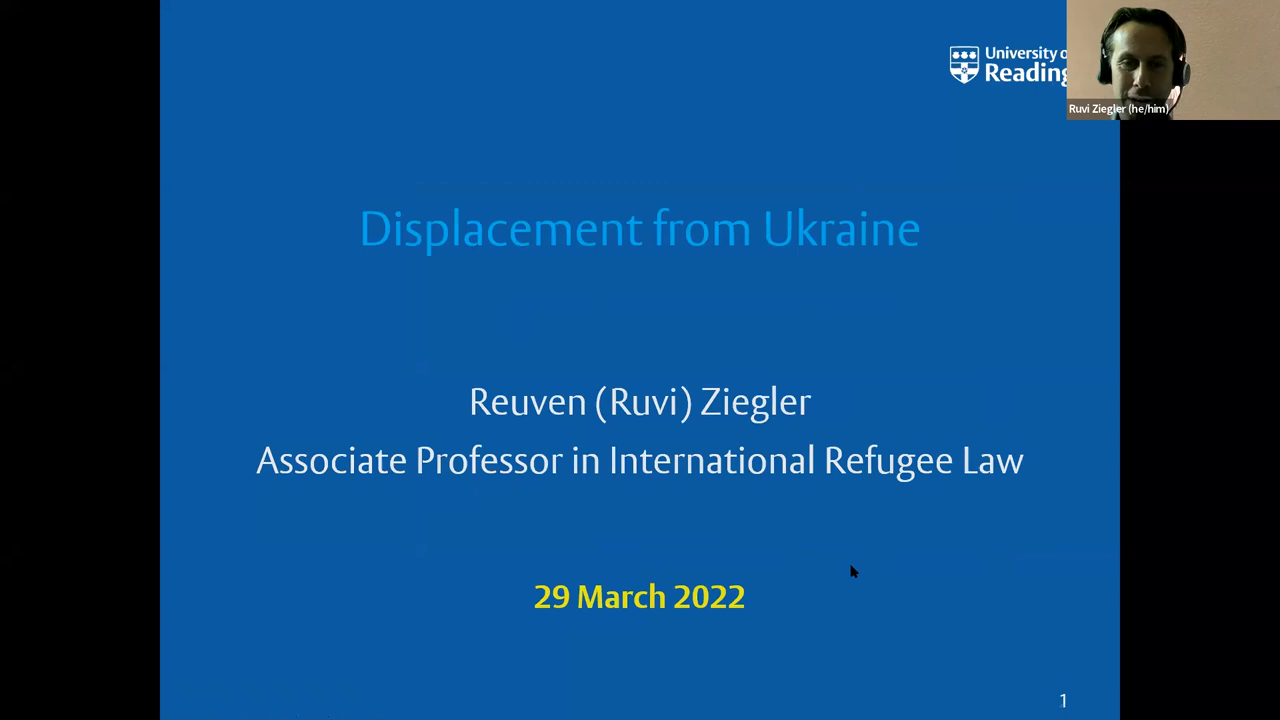 University of
Reading
Ruvi Ziegler (he/him)
Displacement from Ukraine
Reuven (Ruvi) Ziegler
Associate Professor in International Refugee Law
29 March 2022
1